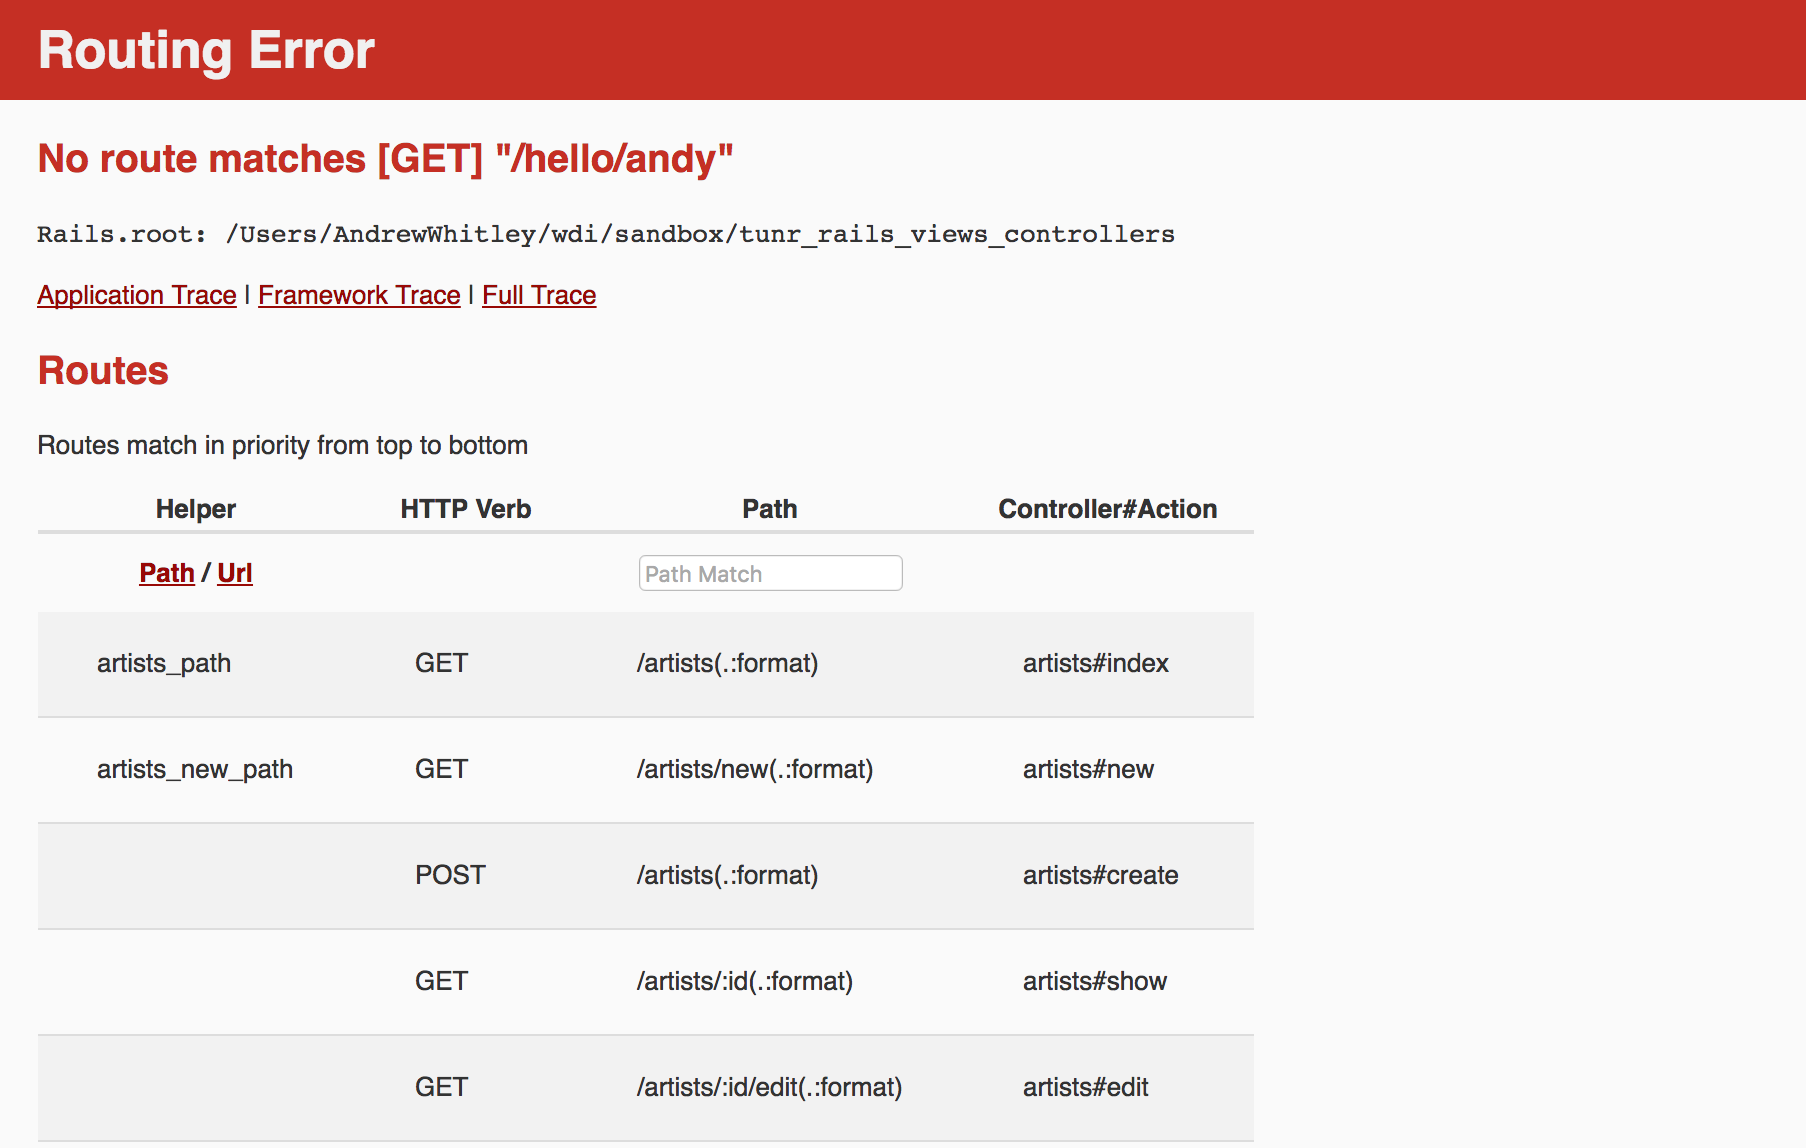 Routing Error
No route matches [GET] "/hello/andy"
Rails.root: /Users/AndrewWhitley/wdi/sandbox/tunr_rails_views_controllers
Application Trace | Framework Trace | Full Trace
Routes
Routes match in priority from top to bottom
Helper HTTP Verb Path Controller#Action
Path / Url Path Match
artists_path GET /artists(.:format) artists#index
artists_new_path GET /artists/new(.:format) artists#new
POST /artists(.:format) artists#create
GET /artists/:id(.:format) artists#show
GET /artists/:id/edit(.:format) artists#edit